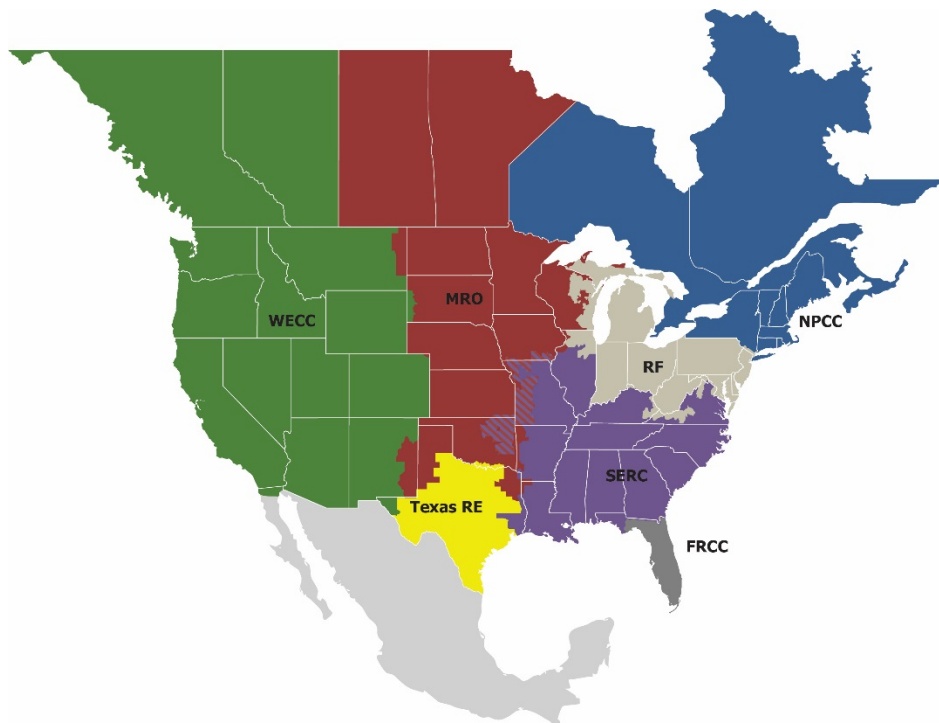 WECC
MRO
NPCC
RF
SERC
Texas RE
FRCC